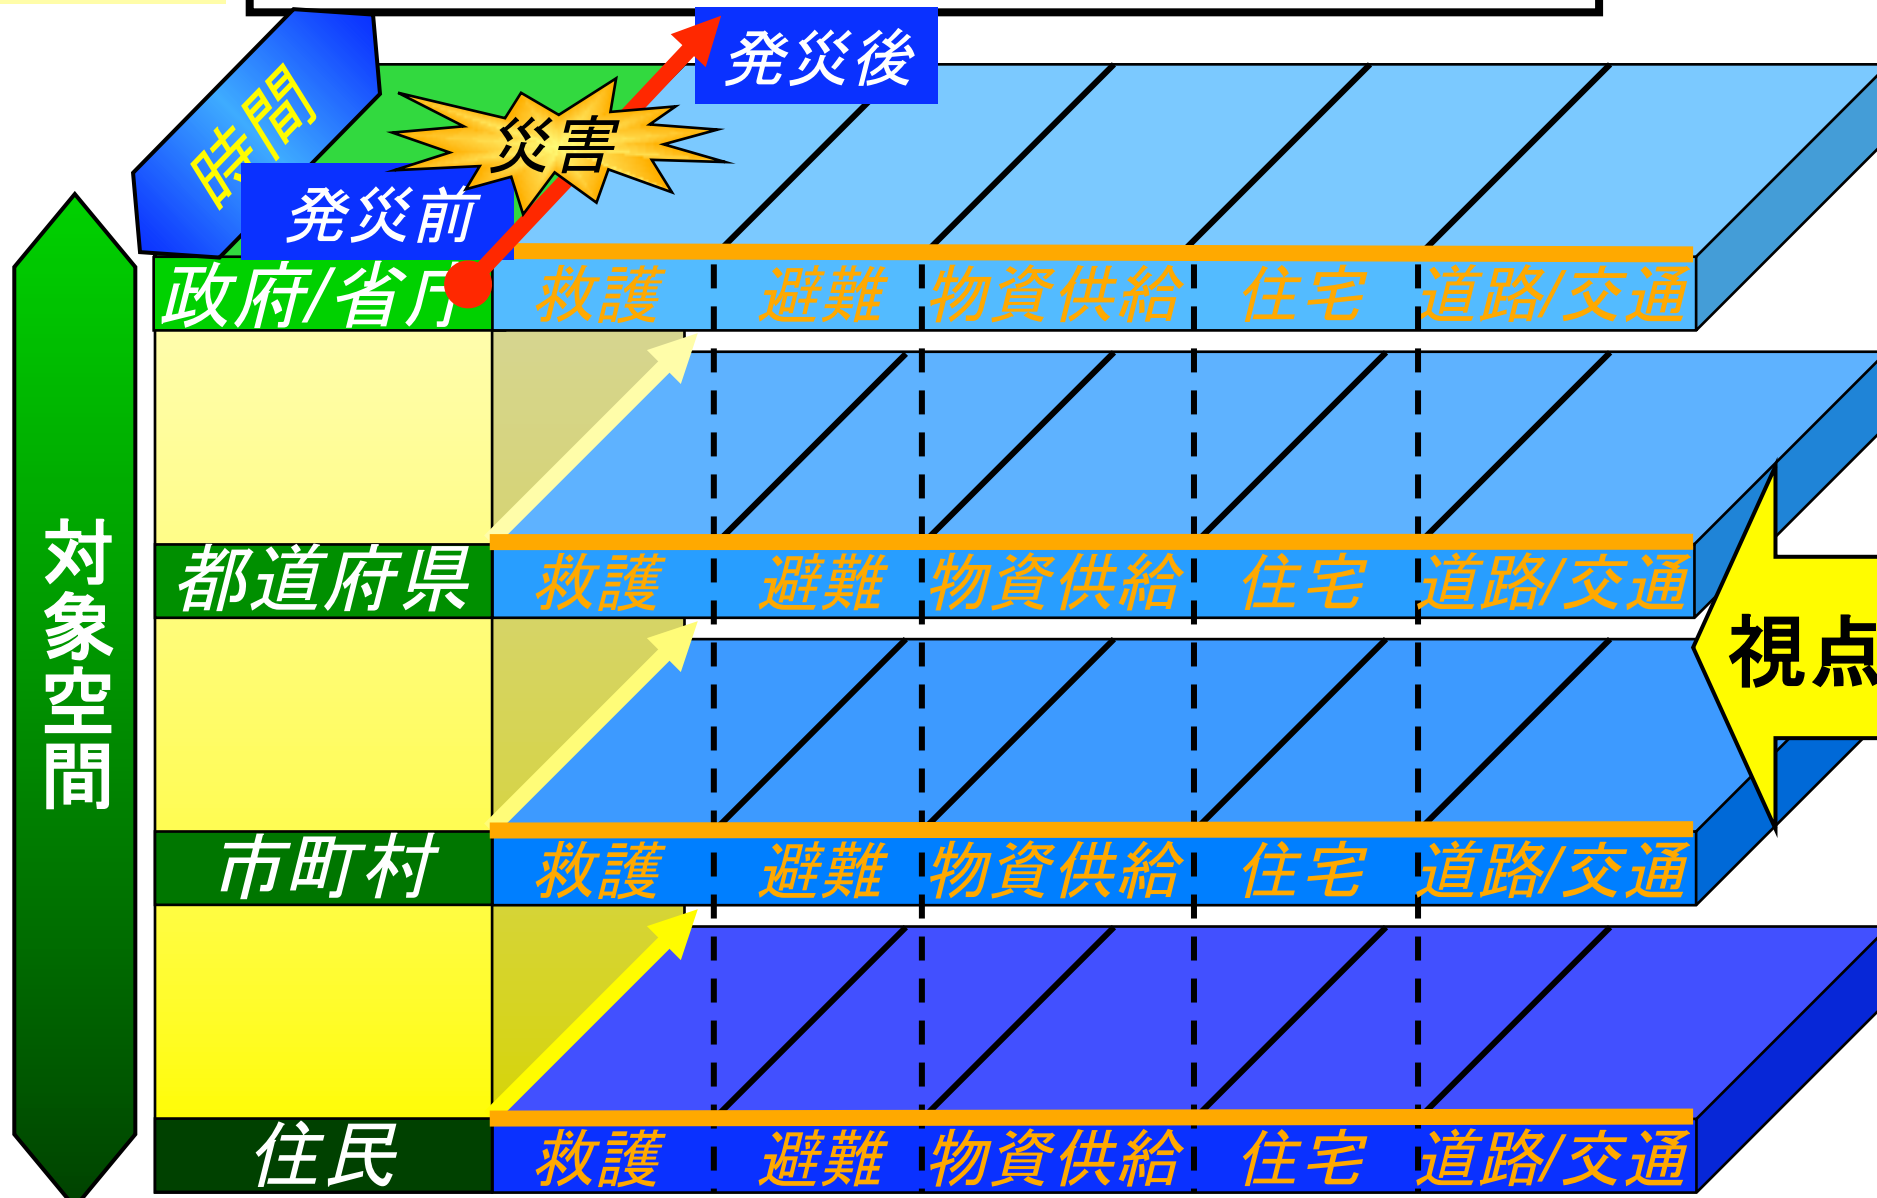 発災後
時間
災害
発災前
政府/省庁
救護 避難 物資供給 住宅 道路/交通
対象空間
都道府県
救護 避難 物資供給 住宅 道路/交通
視点
市町村
救護 避難 物資供給 住宅 道路/交通
住民
救護 避難 物資供給 住宅 道路/交通